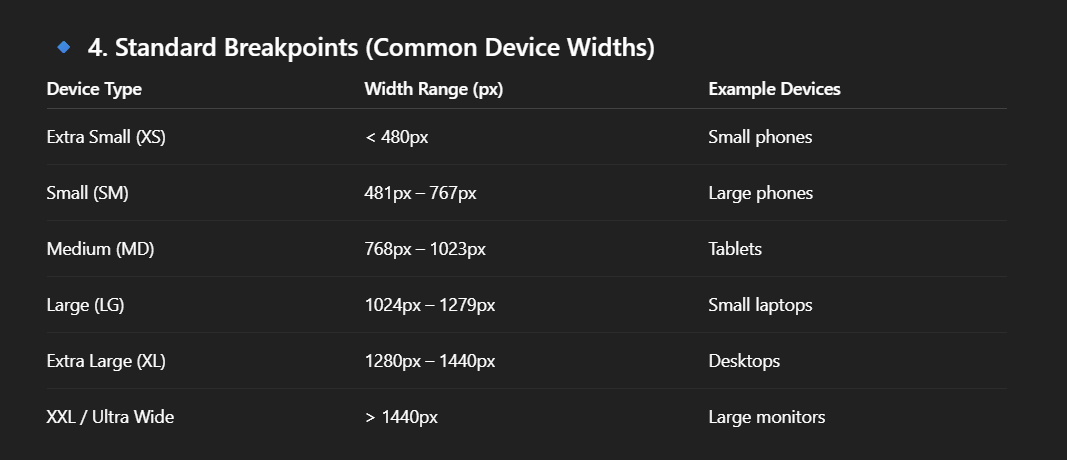 4. Standard Breakpoints (Common Device Widths)
Device Type Width Range (px) Example Devices
Extra Small (XS) < 480px Small phones
Small (SM) 481px – 767px Large phones
Medium (MD) 768px – 1023px Tablets
Large (LG) 1024px – 1279px Small laptops
Extra Large (XL) 1280px – 1440px Desktops
XXL / Ultra Wide > 1440px Large monitors